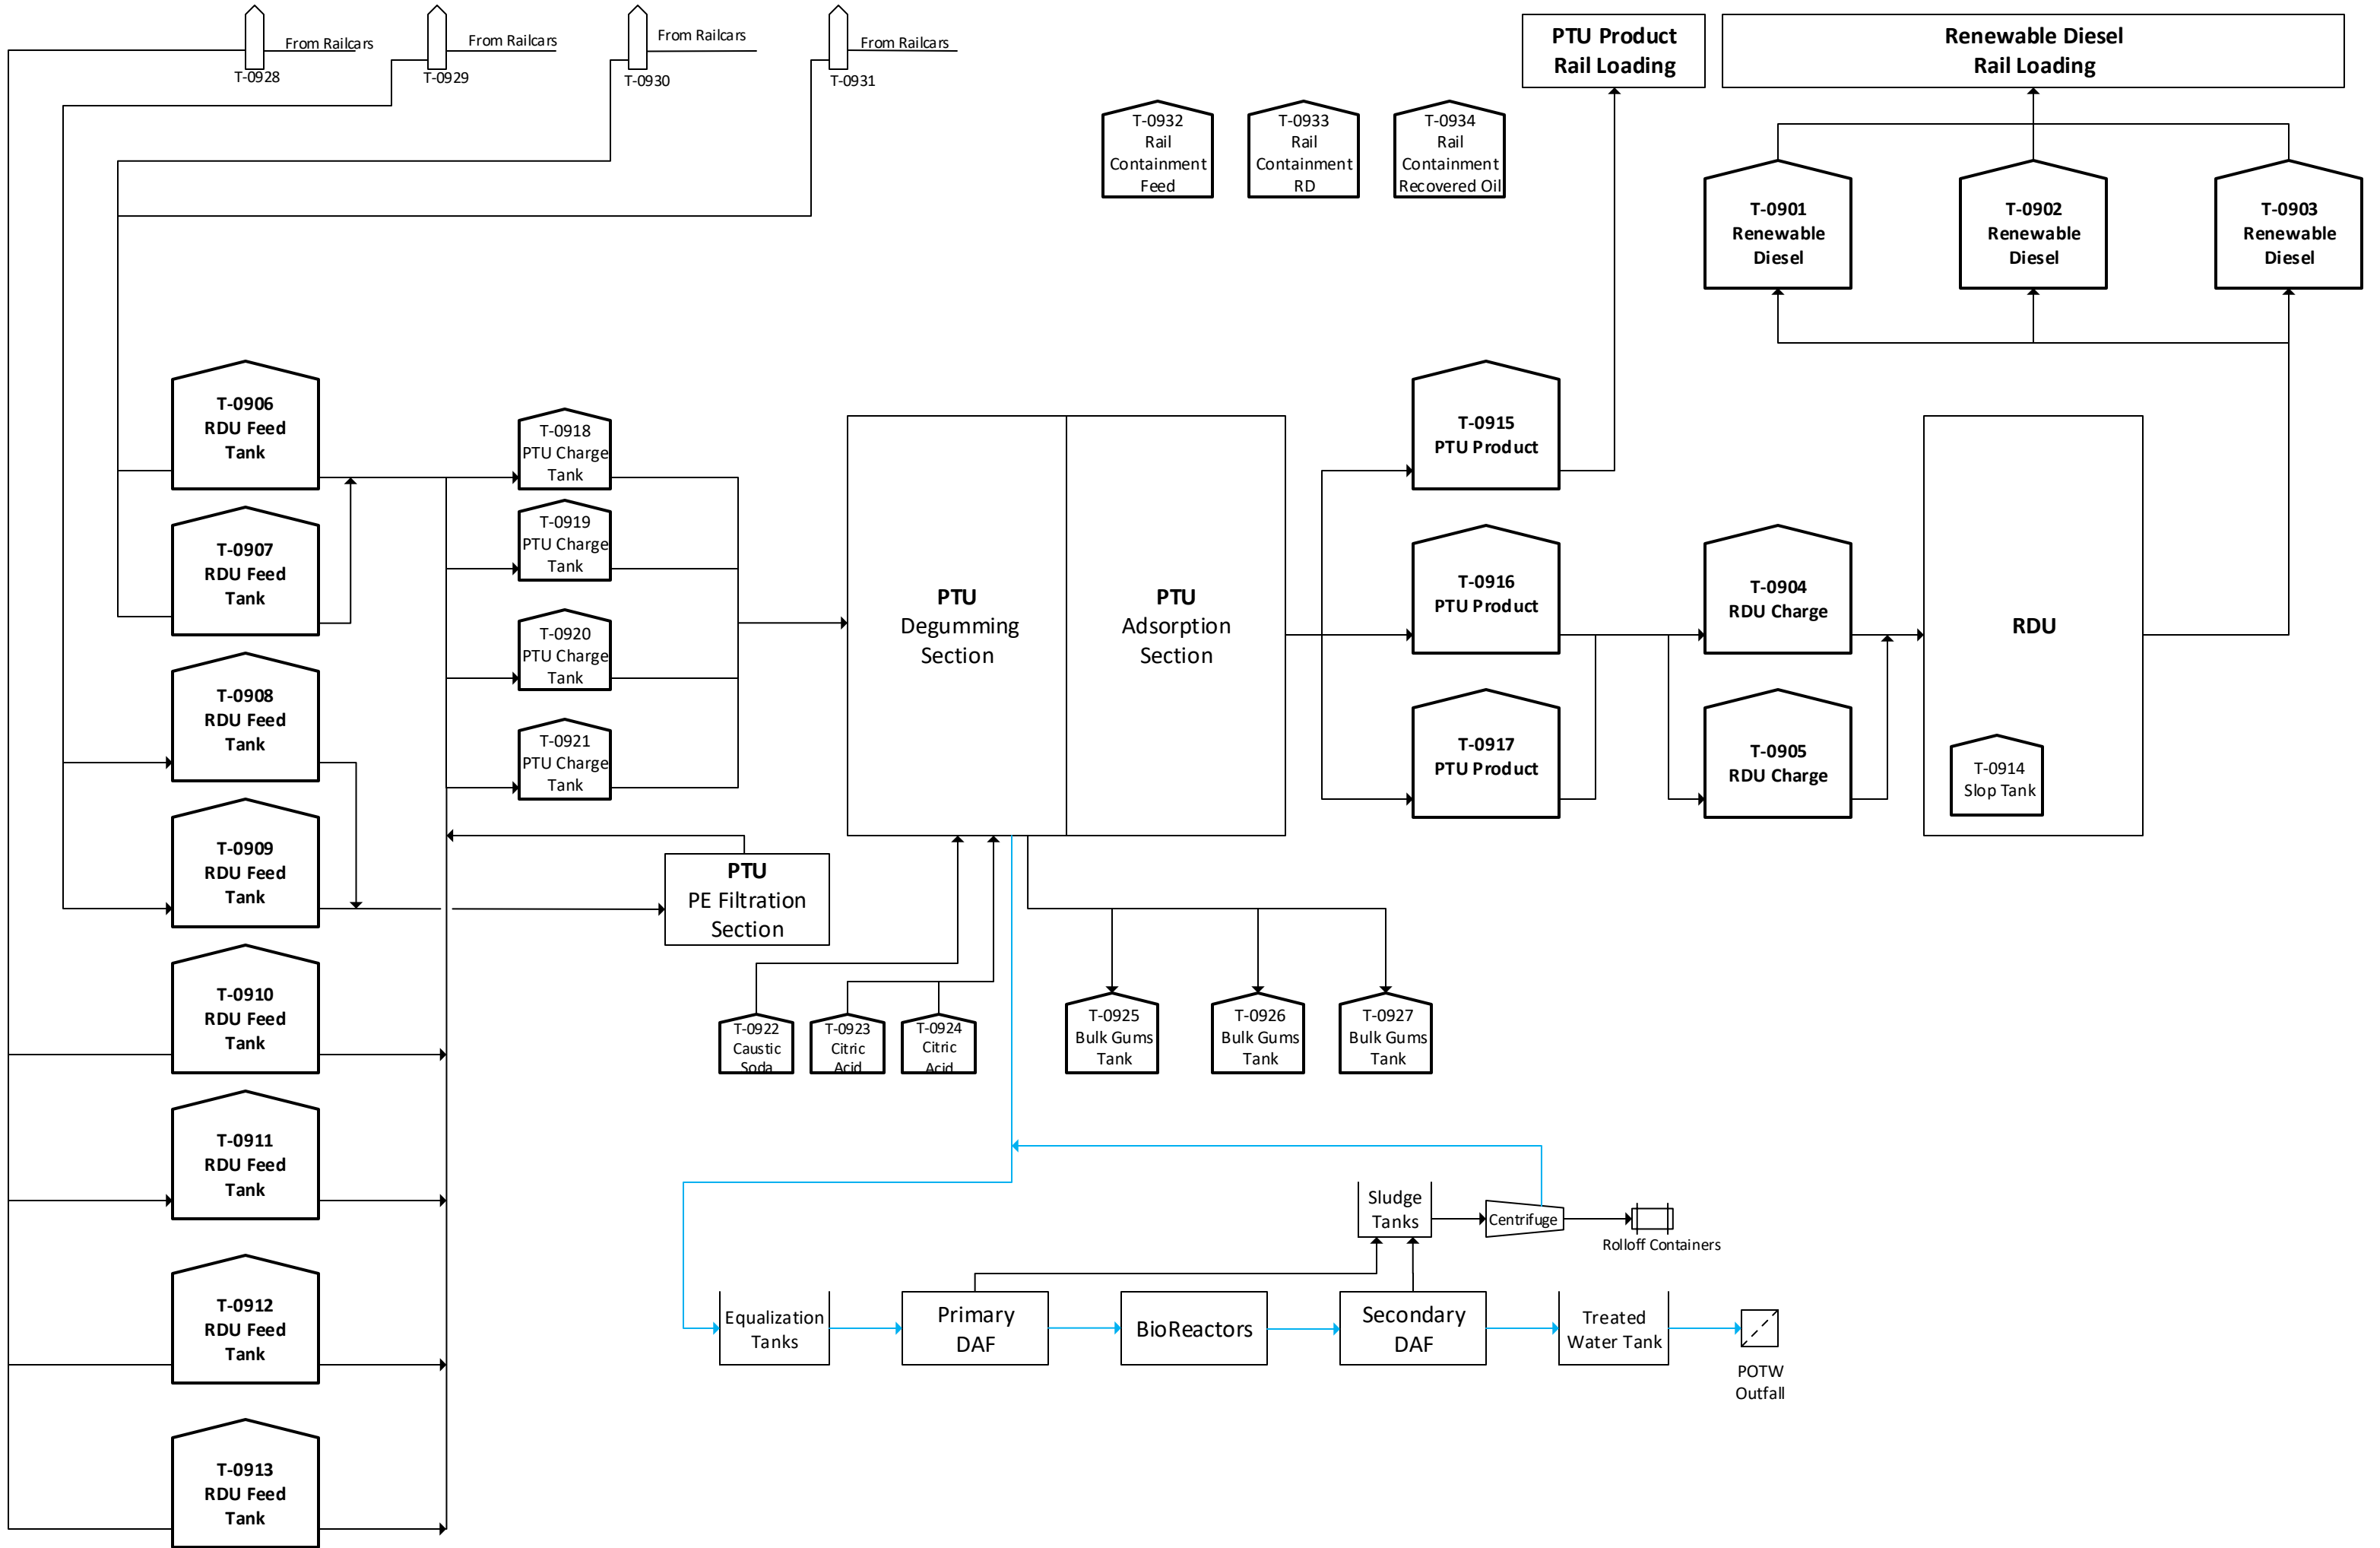 From Railcars
T-0928
From Railcars
T-0929
From Railcars
T-0930
From Railcars
T-0931
PTU Product
Rail Loading
Renewable Diesel
Rail Loading
T-0932
Rail
Containment
Feed
T-0933
Rail
Containment
RD
T-0934
Rail
Containment
Recovered Oil
T-0901
Renewable
Diesel
T-0902
Renewable
Diesel
T-0903
Renewable
Diesel
T-0906
RDU Feed
Tank
T-0907
RDU Feed
Tank
T-0908
RDU Feed
Tank
T-0909
RDU Feed
Tank
T-0910
RDU Feed
Tank
T-0911
RDU Feed
Tank
T-0912
RDU Feed
Tank
T-0913
RDU Feed
Tank
T-0918
PTU Charge
Tank
T-0919
PTU Charge
Tank
T-0920
PTU Charge
Tank
T-0921
PTU Charge
Tank
PTU
PE Filtration
Section
PTU
Degumming
Section
PTU
Adsorption
Section
T-0915
PTU Product
T-0916
PTU Product
T-0917
PTU Product
T-0904
RDU Charge
T-0905
RDU Charge
RDU
T-0914
Slop Tank
T-0922
Caustic
Soda
T-0923
Citric
Acid
T-0924
Citric
Acid
T-0925
Bulk Gums
Tank
T-0926
Bulk Gums
Tank
T-0927
Bulk Gums
Tank
Sludge
Tanks
Centrifuge
Rolloff Containers
Equalization
Tanks
Primary
DAF
BioReactors
Secondary
DAF
Treated
Water Tank
POTW
Outfall